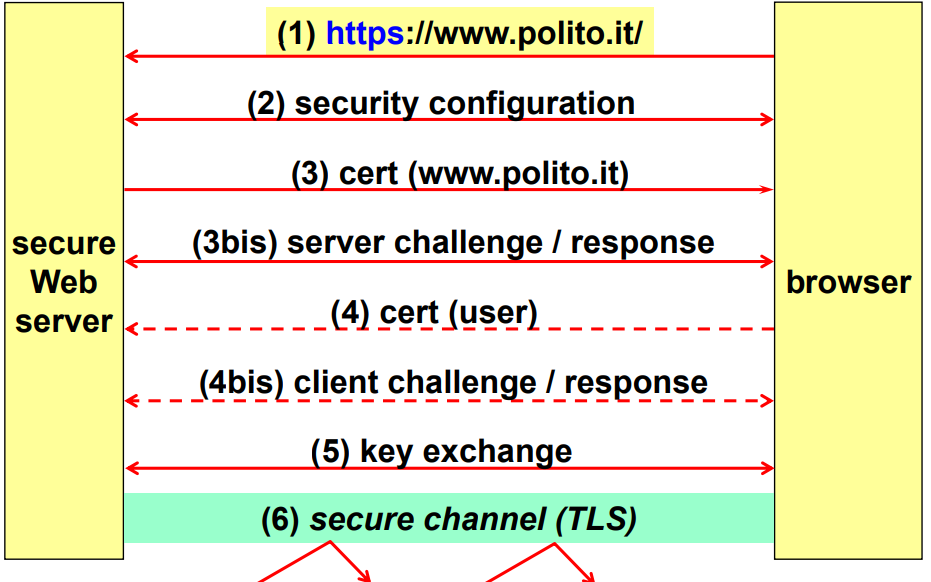 (1) https://www.polito.it/
(2) security configuration
(3) cert (www.polito.it)
(3bis) server challenge / response
secure
Web
server
browser
(4) cert (user)
(4bis) client challenge / response
(5) key exchange
(6) secure channel (TLS)